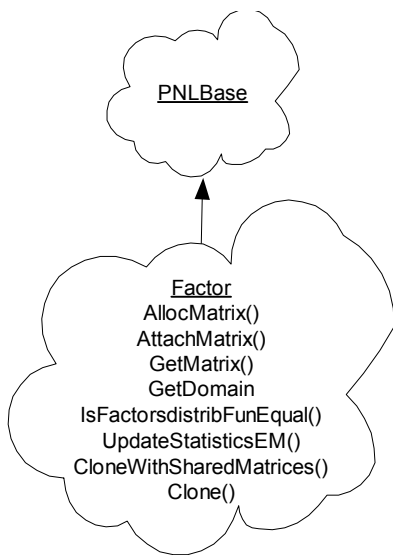 PNLBase
Factor
AllocMatrix()
AttachMatrix()
GetMatrix()
GetDomain
IsFactorsdistribFunEqual()
UpdateStatisticsEM()
CloneWithSharedMatrices()
Clone()